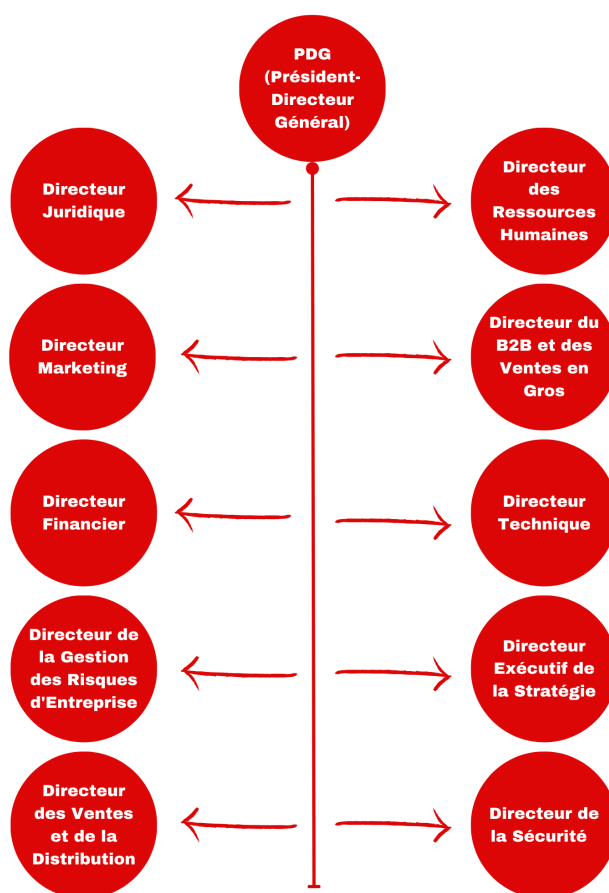 PDG
(Président-
Directeur
Général)
Directeur
Juridique
Directeur
des
Ressources
Humaines
Directeur
Marketing
Directeur du
B2B et des
Ventes en
Gros
Directeur
Financier
Directeur
Technique
Directeur de
la Gestion
des Risques
d'Entreprise
Directeur
Exécutif de
la Stratégie
Directeur
des Ventes
et de la
Distribution
Directeur de
la Sécurité